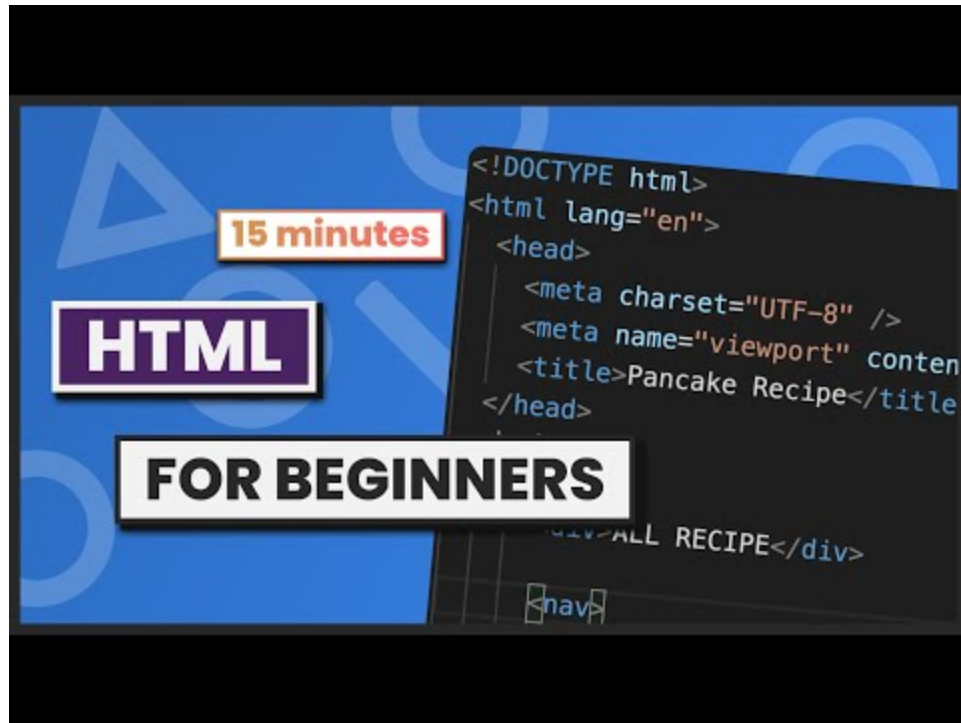 15 minutes
HTML
FOR BEGINNERS
<!DOCTYPE html>
<html lang="en">
<head>
<meta charset="UTF-8" />
<meta name="viewport" conten
<title>Pancake Recipe</title
</head>
<div>ALL RECIPE</div>
<nav>